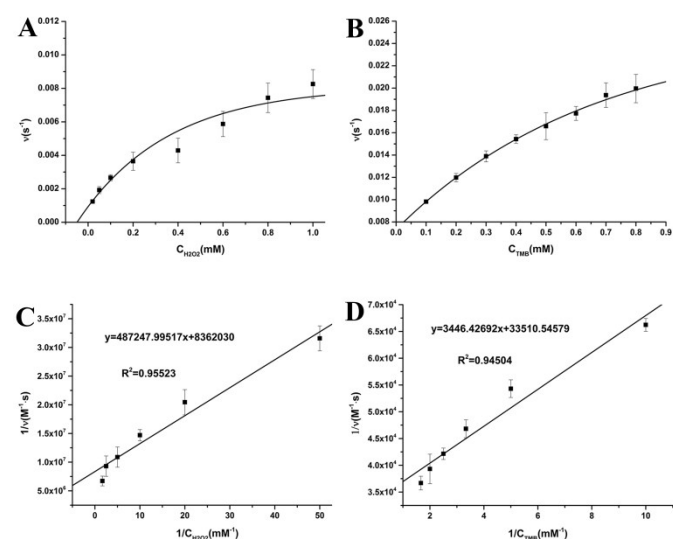 A
0.012
0.010
0.008
0.006
0.004
0.002
0.000
ν(s⁻¹)
0.0 0.2 0.4 0.6 0.8 1.0
C_H2O2(mM)
B
0.026
0.024
0.022
0.020
0.018
0.016
0.014
0.012
0.010
0.008
ν(s⁻¹)
0.0 0.1 0.2 0.3 0.4 0.5 0.6 0.7 0.8 0.9
C_TMB(mM)
C
y=487247.99517x+8362030
R²=0.95523
3.5x10⁷
3.0x10⁷
2.5x10⁷
2.0x10⁷
1.5x10⁷
1.0x10⁷
5.0x10⁶
1/ν(M⁻¹·s)
0 10 20 30 40 50
1/C_H2O2(mM⁻¹)
D
y=3446.42692x+33510.54579
R²=0.94504
7.0x10⁴
6.5x10⁴
6.0x10⁴
5.5x10⁴
5.0x10⁴
4.5x10⁴
4.0x10⁴
3.5x10⁴
1/ν(M⁻¹·s)
2 4 6 8 10
1/C_TMB(mM⁻¹)